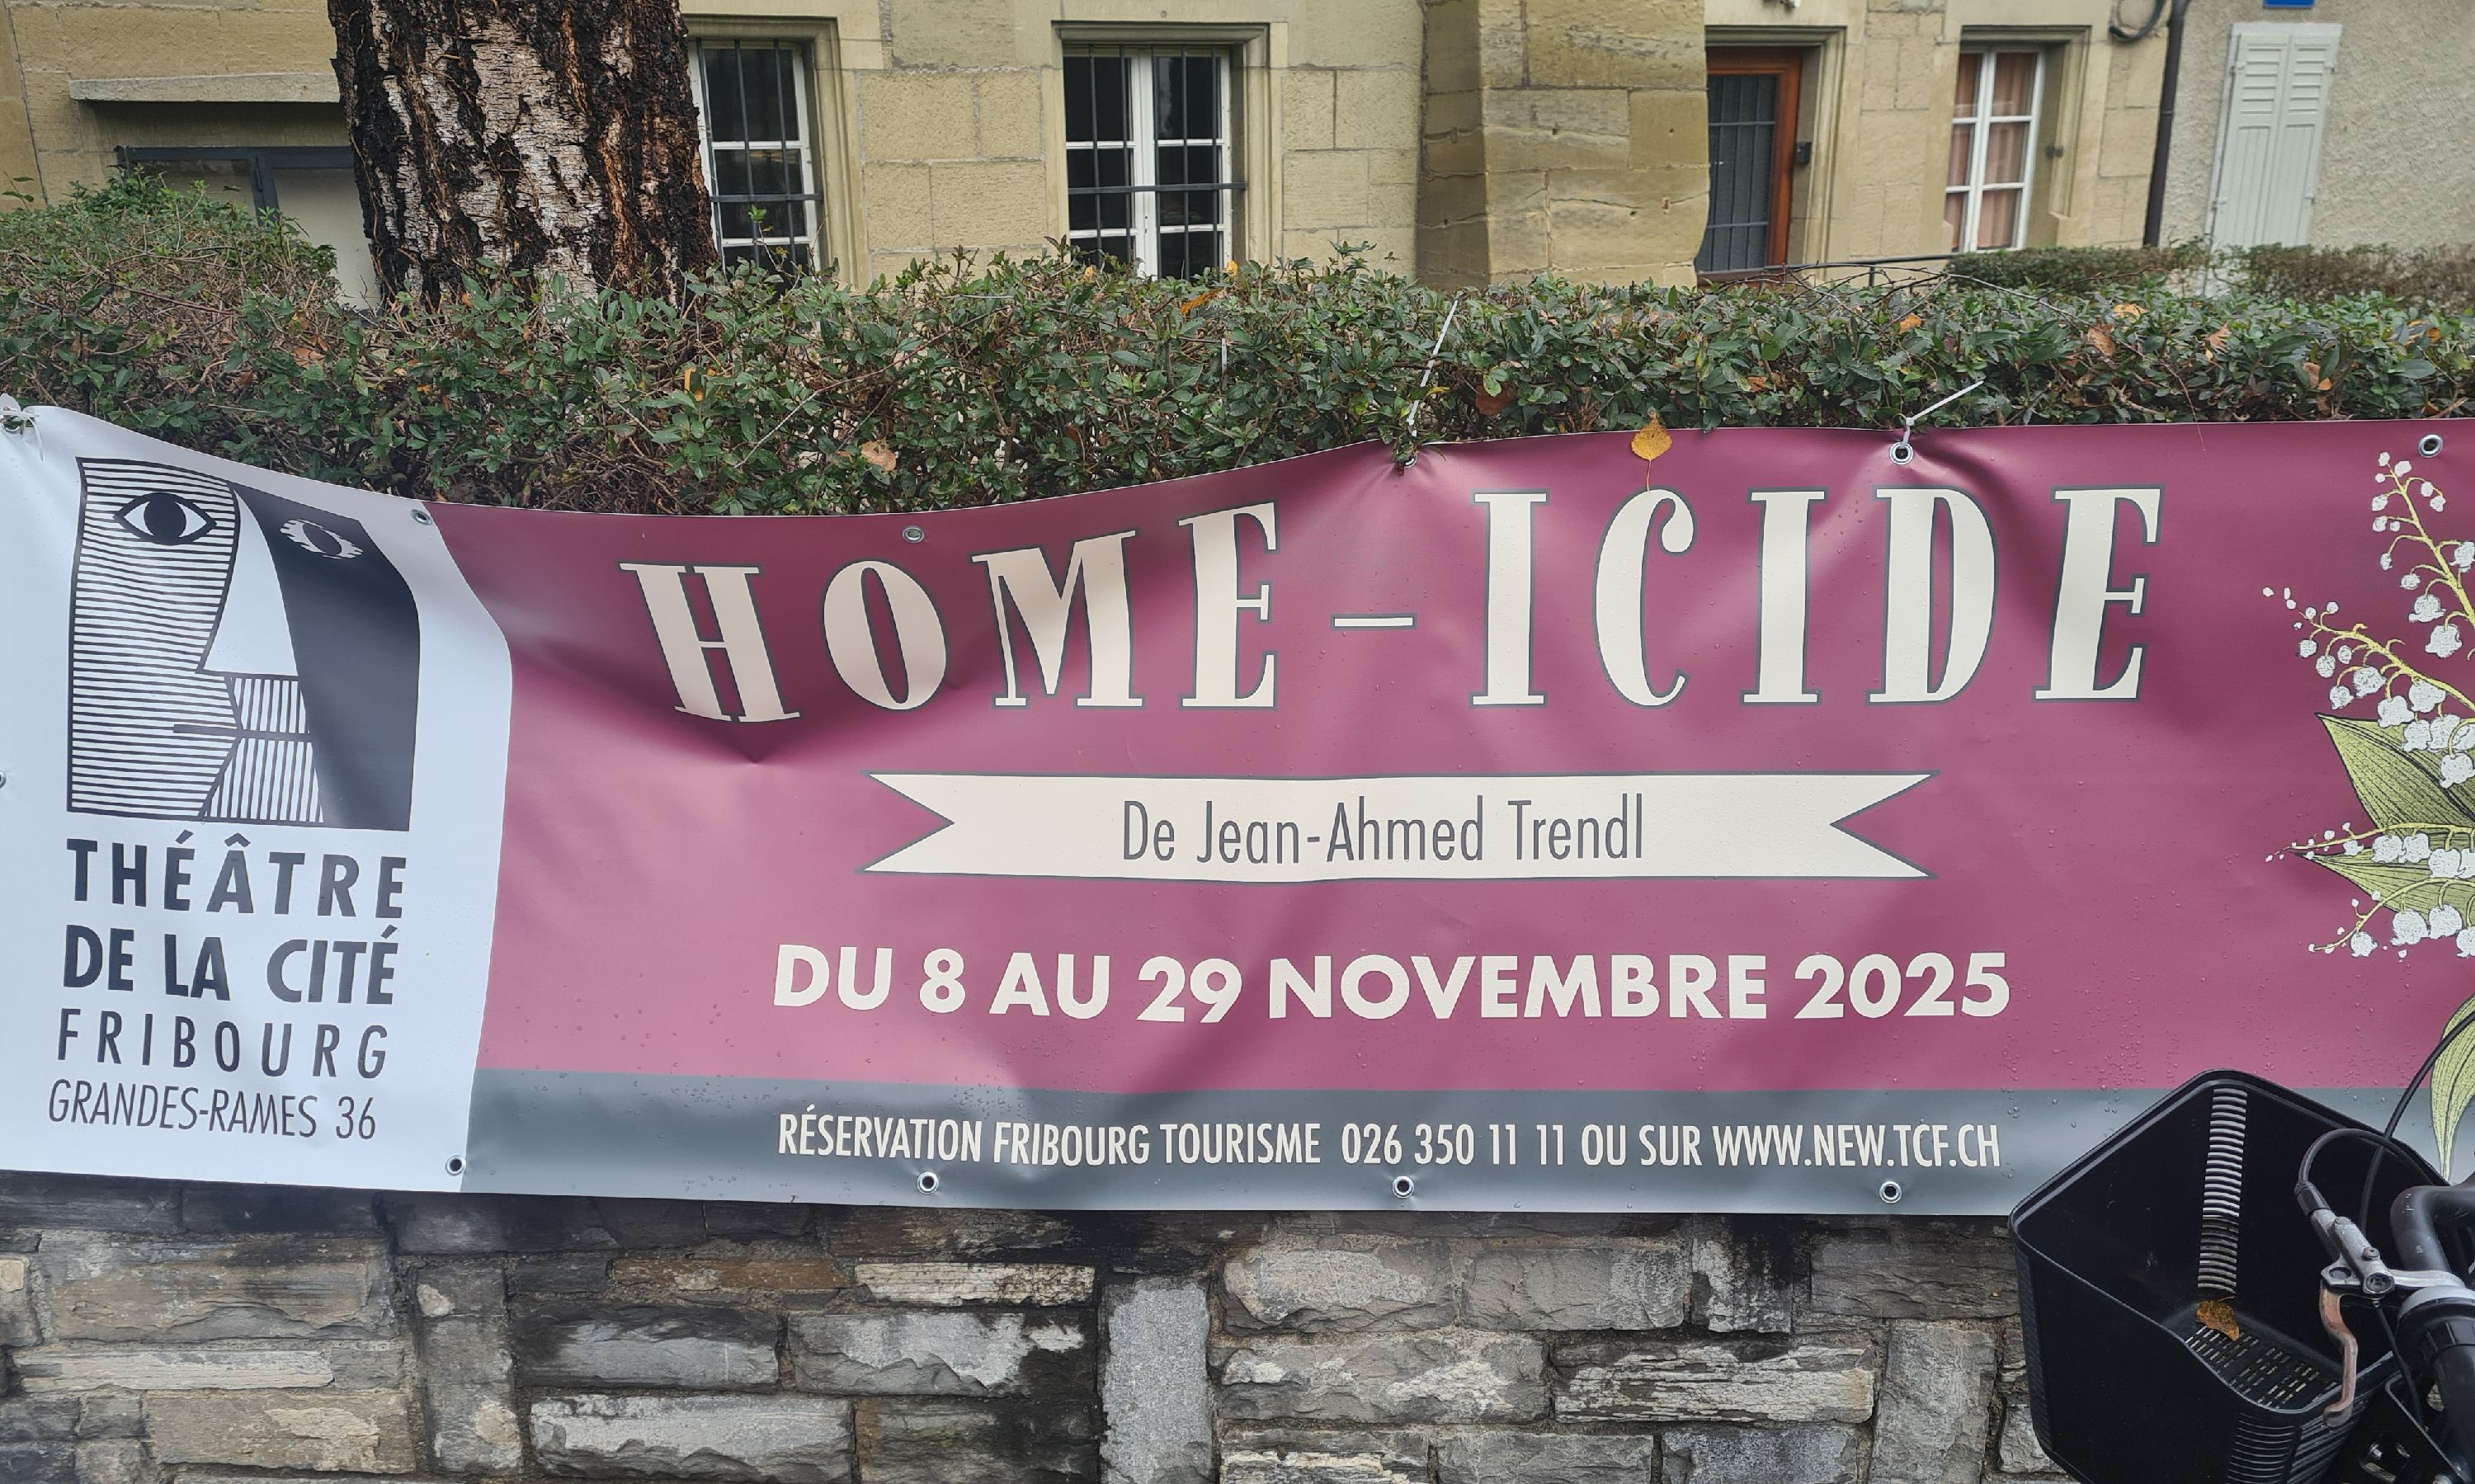 THÉÂTRE
DE LA CITÉ
FRIBOURG
GRANDES-RAMES 36
HOME-ICIDE
De Jean-Ahmed Trendl
DU 8 AU 29 NOVEMBRE 2025
RÉSERVATION FRIBOURG TOURISME 026 350 11 11 OU SUR WWW.NEW.TCF.CH